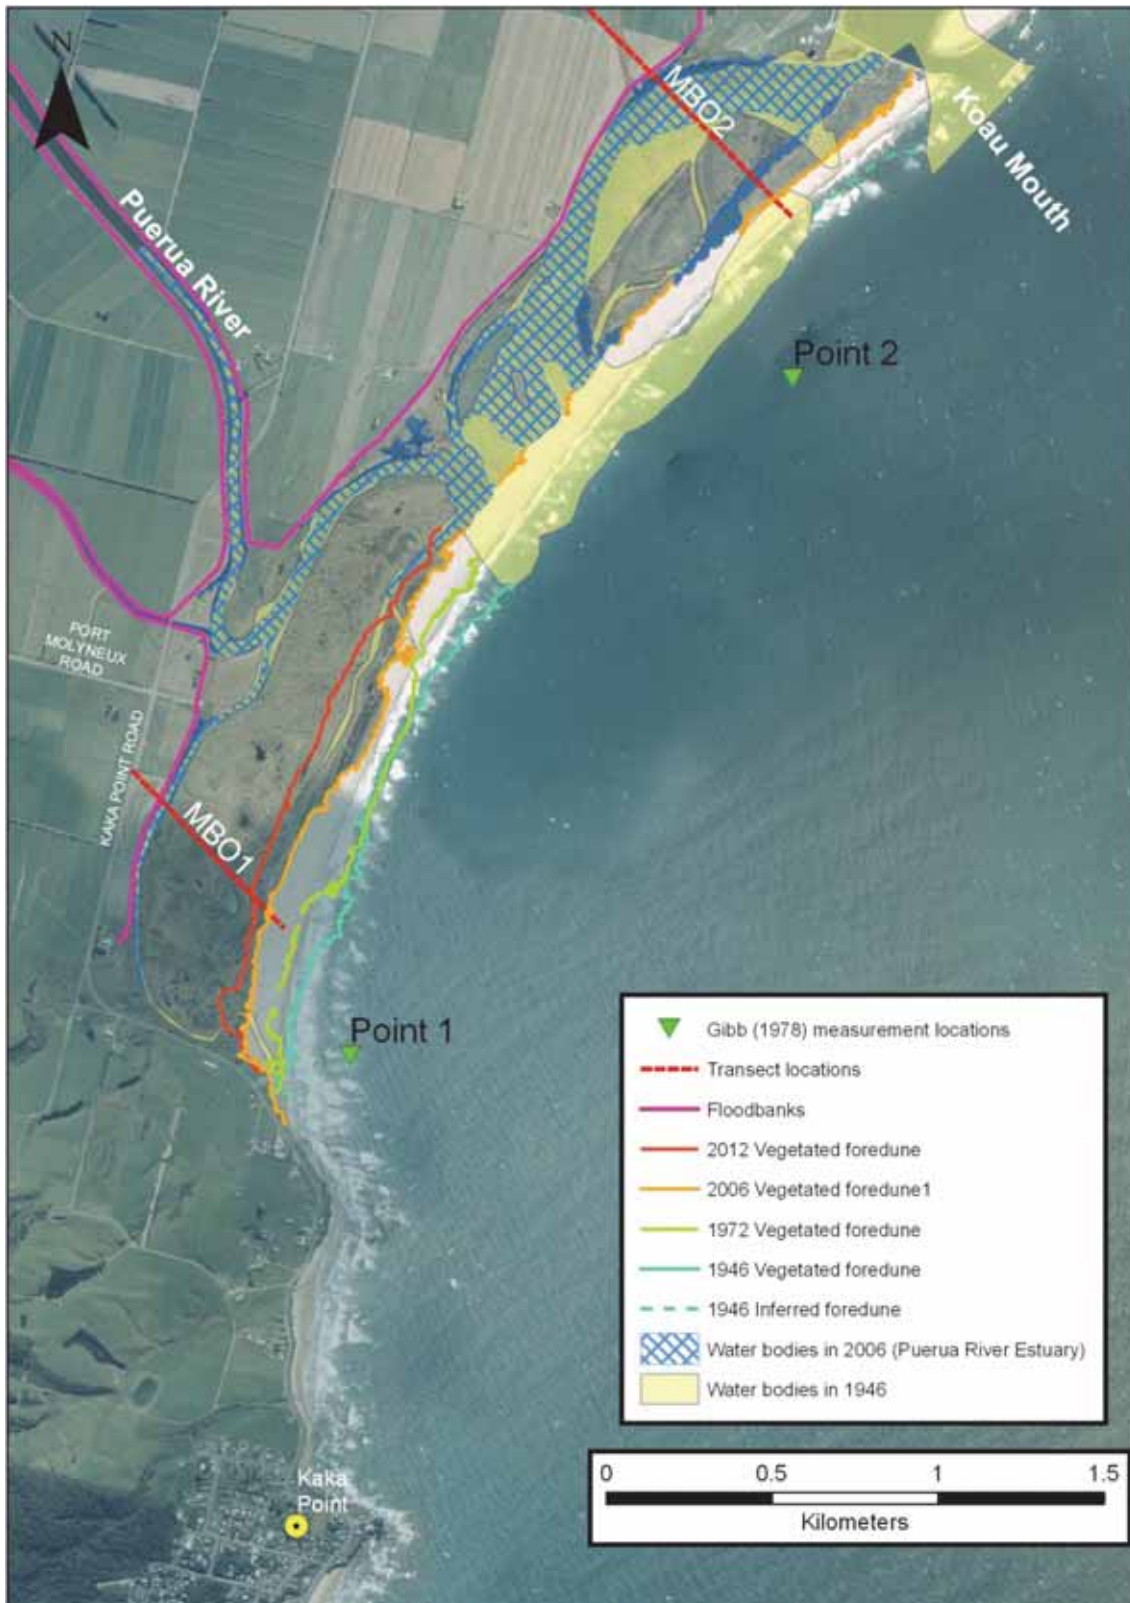 N
MBO2
Koau Mouth
Puerua River
Point 2
PORT
MOLYNEUX
ROAD
KAKA POINT ROAD
MBO1
Point 1
Gibb (1978) measurement locations
Transect locations
Floodbanks
2012 Vegetated foredune
2006 Vegetated foredune1
1972 Vegetated foredune
1946 Vegetated foredune
1946 Inferred foredune
Water bodies in 2006 (Puerua River Estuary)
Water bodies in 1946
Kaka
Point
0 0.5 1 1.5
Kilometers